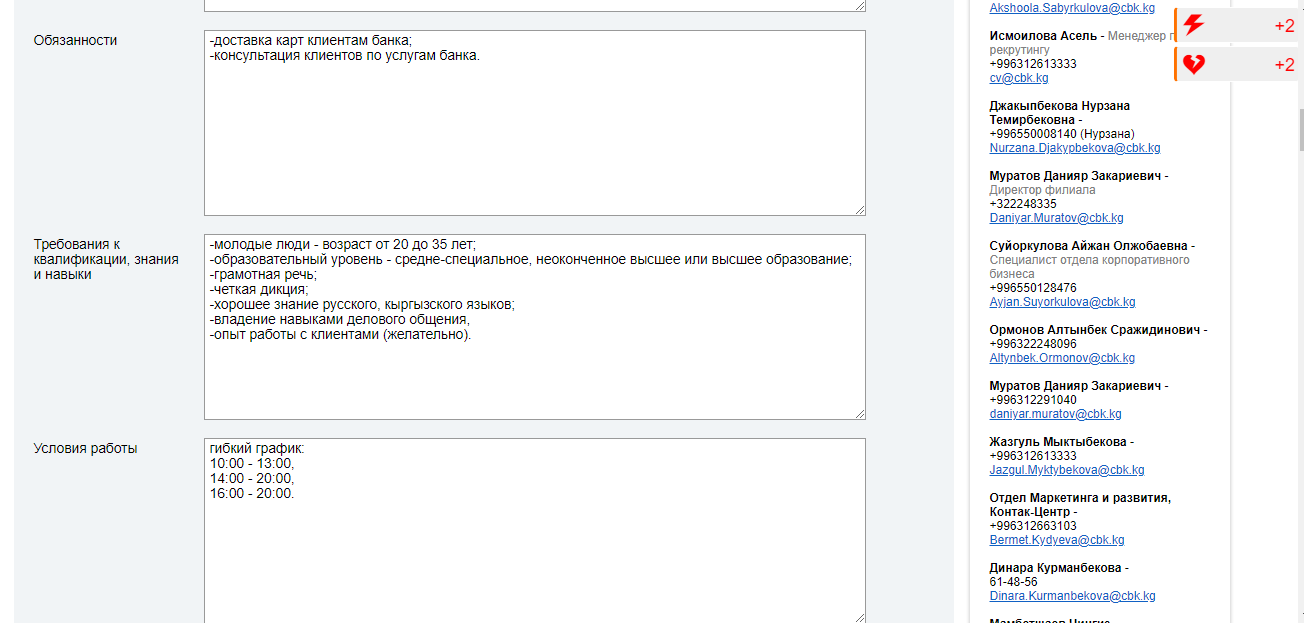 Обязанности
-доставка карт клиентам банка;
-консультация клиентов по услугам банка.
Требования к
квалификации, знания
и навыки
-молодые люди - возраст от 20 до 35 лет;
-образовательный уровень - средне-специальное, неоконченное высшее или высшее образование;
-грамотная речь;
-четкая дикция;
-хорошее знание русского, кыргызского языков;
-владение навыками делового общения,
-опыт работы с клиентами (желательно).
Условия работы
гибкий график:
10:00 - 13:00,
14:00 - 20:00,
16:00 - 20:00.
Akshoola.Sabyrkulova@cbk.kg
Исмоилова Асель - Менеджер п
рекрутингу
+996312613333
cv@cbk.kg
Джакыпбекова Нурзана
Темирбековна -
+996550008140 (Нурзана)
Nurzana.Djakypbekova@cbk.kg
Муратов Данияр Закариевич -
Директор филиала
+322248335
Daniyar.Muratov@cbk.kg
Суйоркулова Айжан Олжобаевна -
Специалист отдела корпоративного
бизнеса
+996550128476
Ayjan.Suyorkulova@cbk.kg
Ормонов Алтынбек Сражидинович -
+996322248096
Altynbek.Ormonov@cbk.kg
Муратов Данияр Закариевич -
+996312291040
daniyar.muratov@cbk.kg
Жазгуль Мыктыбекова -
+996312613333
Jazgul.Myktybekova@cbk.kg
Отдел Маркетинга и развития,
Контак-Центр -
+996312663103
Bermet.Kydyeva@cbk.kg
Динара Курманбекова -
61-48-56
Dinara.Kurmanbekova@cbk.kg
+2
+2